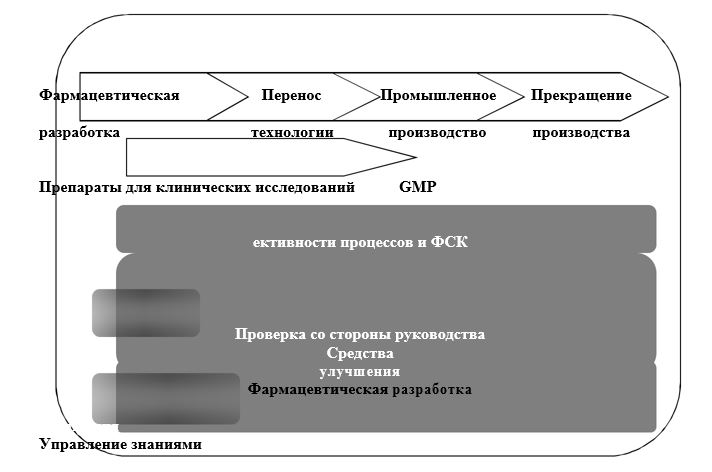 Фармацевтическая Перенос Промышленное Прекращение
разработка технологии производство производства
Препараты для клинических исследований GMP
ективности процессов и ФСК
Проверка со стороны руководства
Средства
улучшения
Фармацевтическая разработка
Управление знаниями